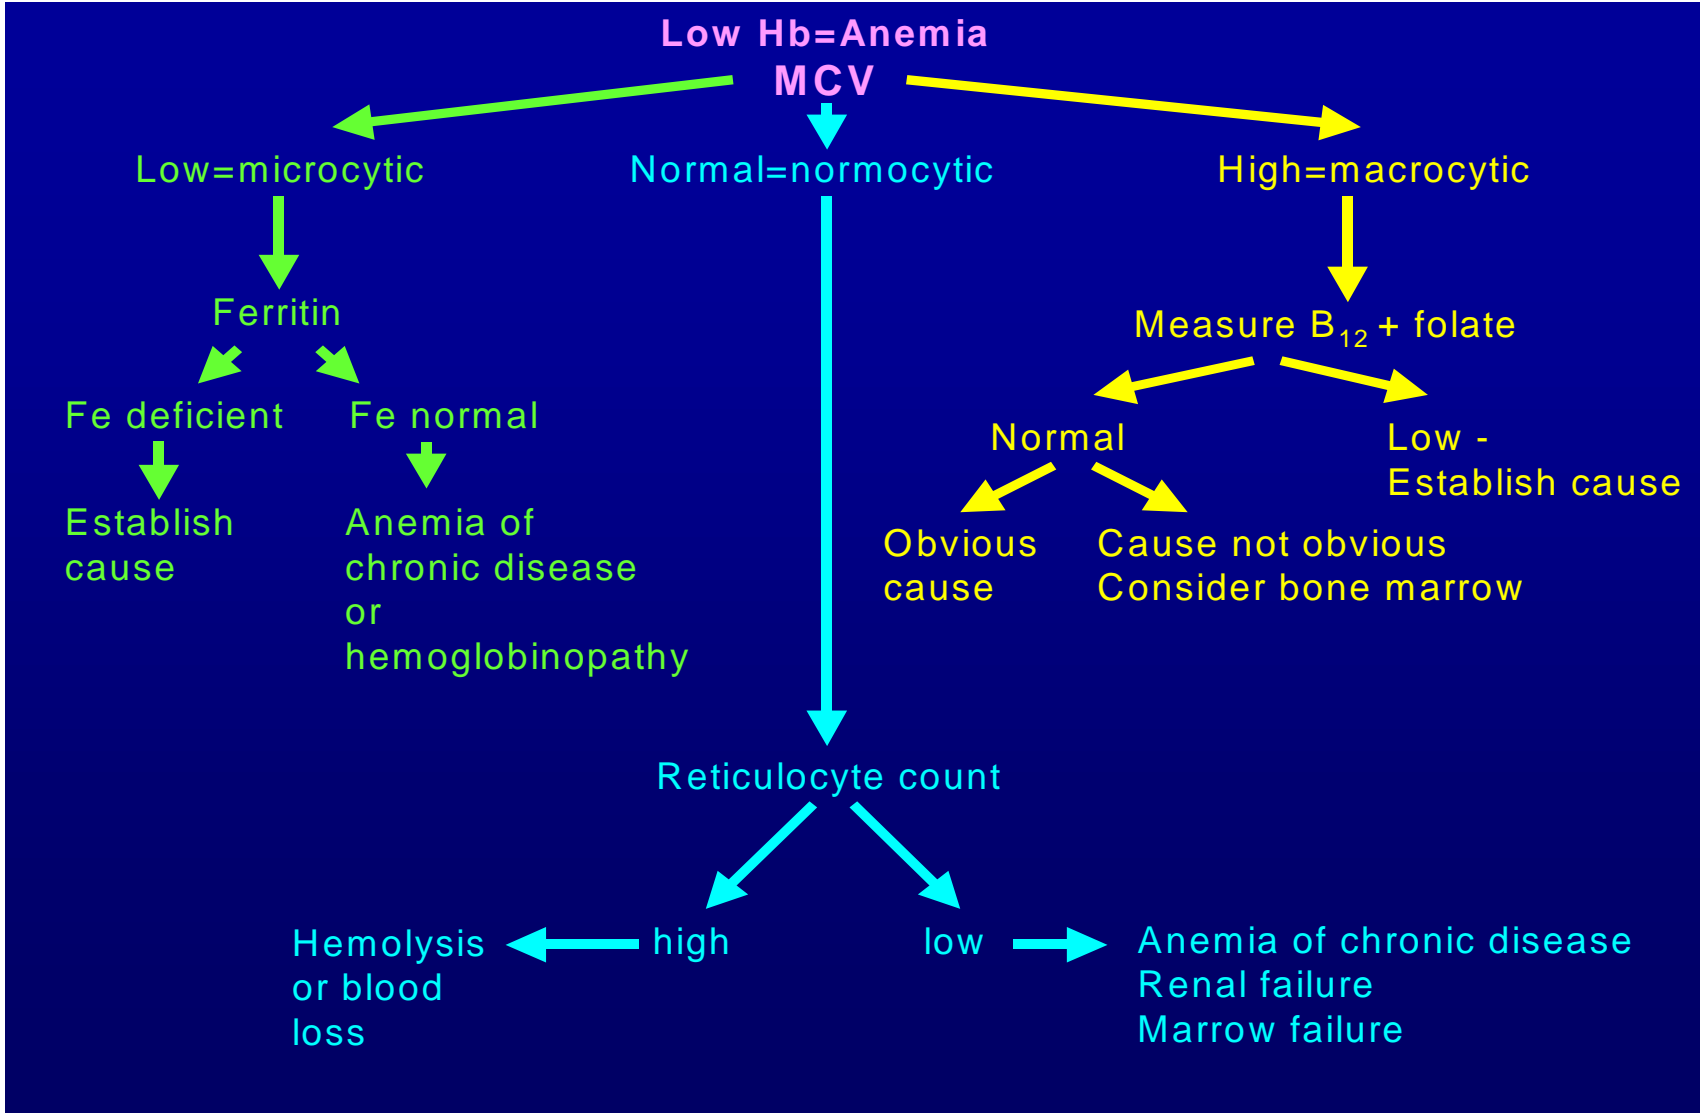 Low Hb=Anemia
MCV
Low=microcytic
Normal=normocytic
High=macrocytic
Ferritin
Measure B₁₂ + folate
Fe deficient
Fe normal
Normal
Low -
Establish cause
Establish
cause
Anemia of
chronic disease
or
hemoglobinopathy
Obvious
cause
Cause not obvious
Consider bone marrow
Reticulocyte count
high
low
Hemolysis
or blood
loss
Anemia of chronic disease
Renal failure
Marrow failure